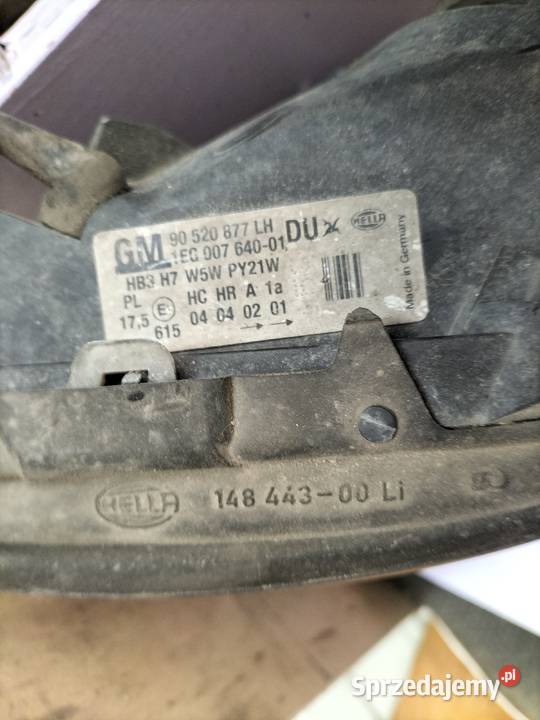 GM 90 520 877 LH DU HELLA
1EG 007 640-01
HB3 H7 W5W PY21W
PL HC HR A 1a
17,5 615 04 04 02 01
Made in Germany
HELLA 148 443-00 Li
Sprzedajemy.pl